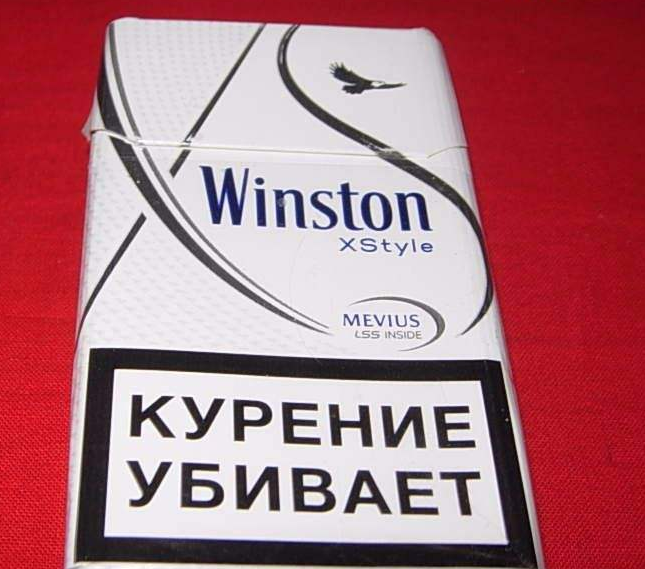 Winston
XStyle
MEVIUS
LSS INSIDE
КУРЕНИЕ
УБИВАЕТ